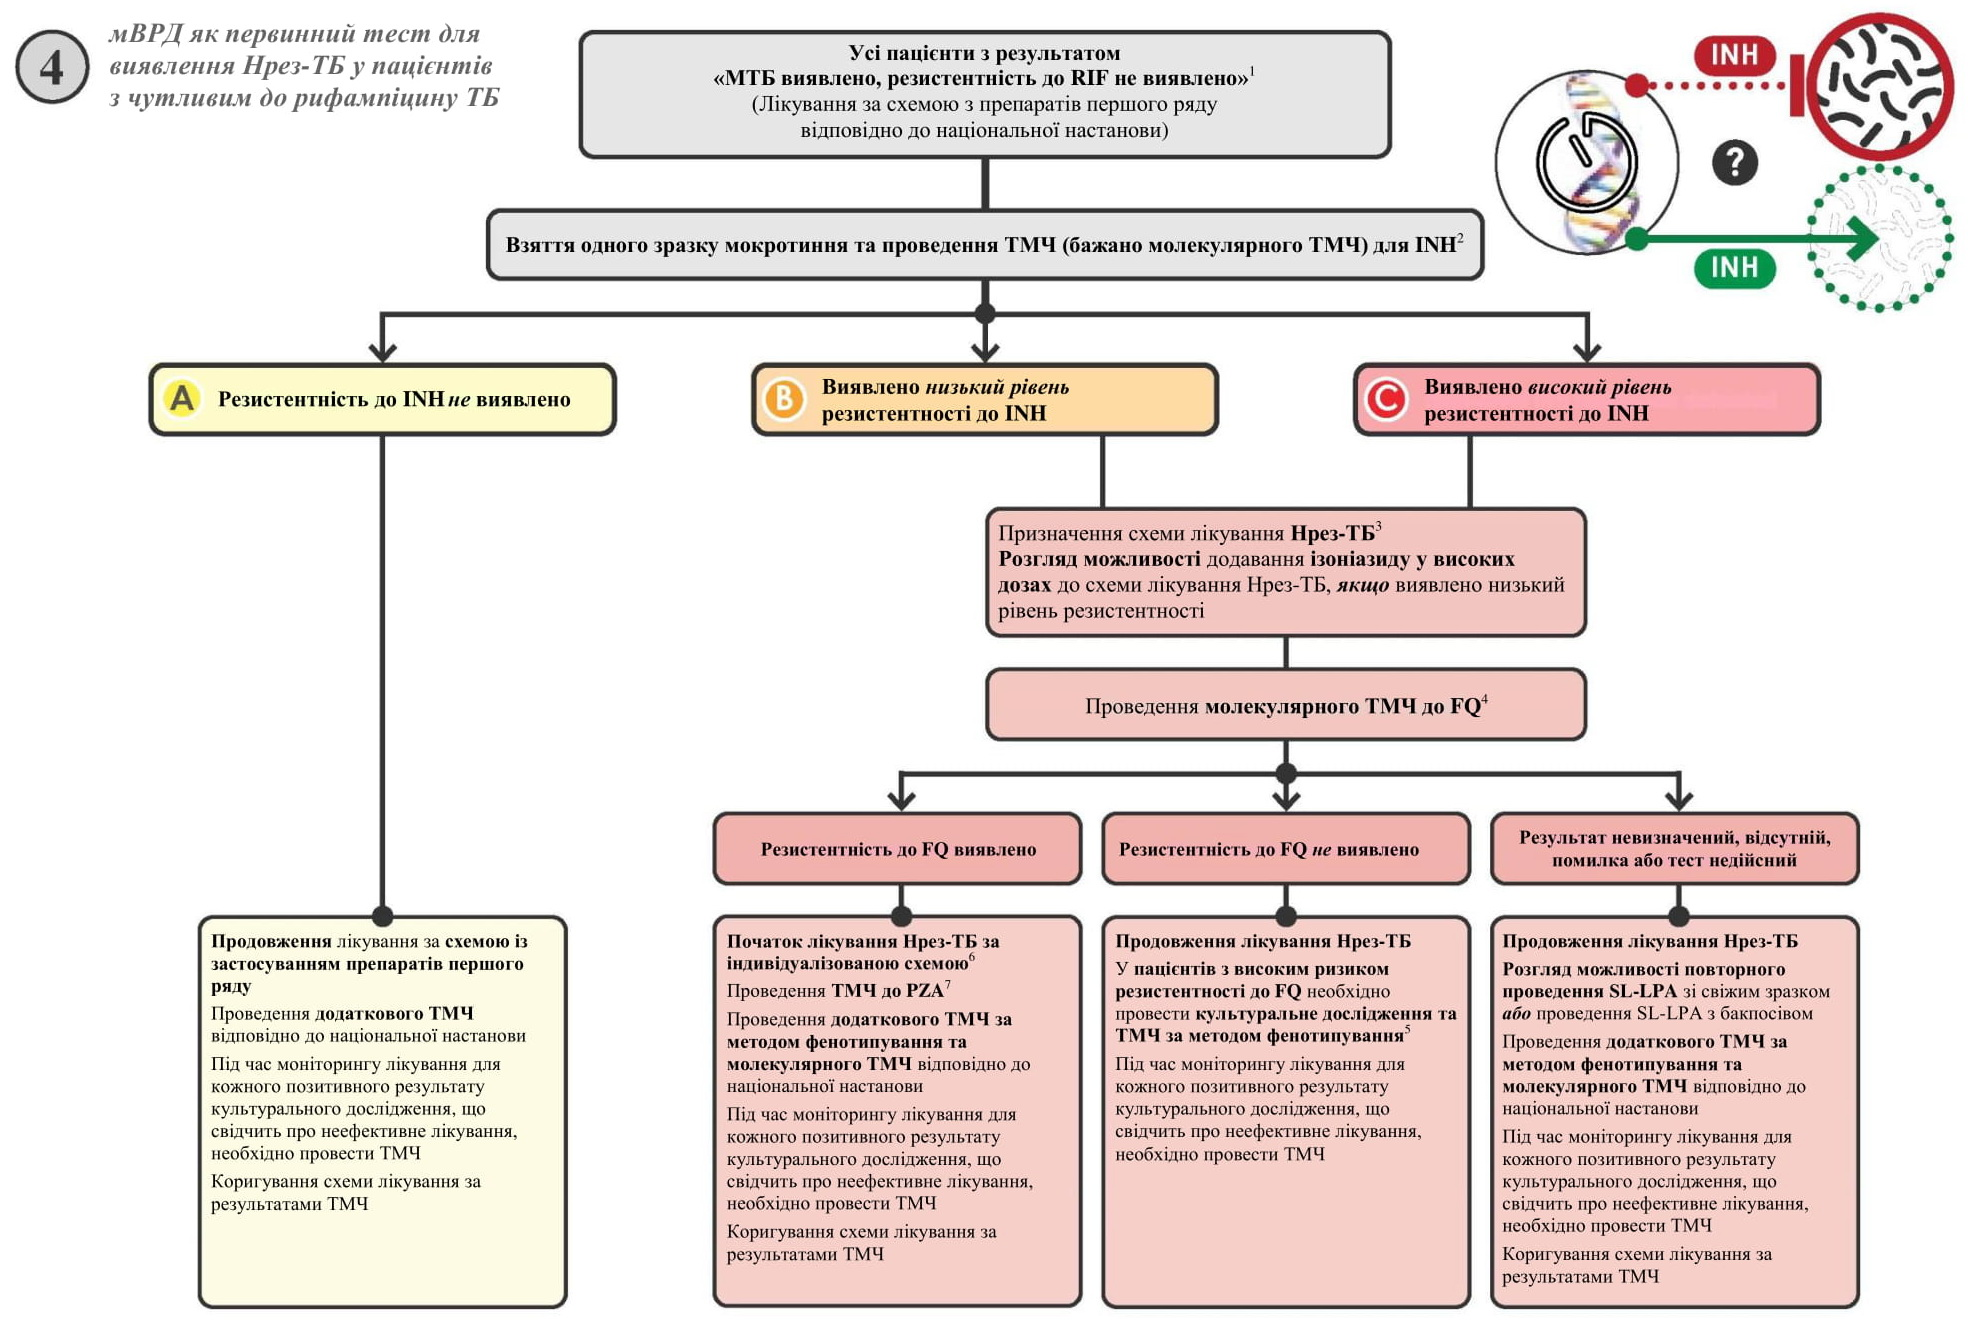 4
мВРД як первинний тест для
виявлення Нрез-ТБ у пацієнтів
з чутливим до рифампіцину ТБ
Усі пацієнти з результатом
«МТБ виявлено, резистентність до RIF не виявлено»1
(Лікування за схемою з препаратів першого ряду
відповідно до національної настанови)
INH
?
INH
Взяття одного зразку мокротиння та проведення ТМЧ (бажано молекулярного ТМЧ) для INH2
A
Резистентність до INH не виявлено
B
Виявлено низький рівень
резистентності до INH
C
Виявлено високий рівень
резистентності до INH
Призначення схеми лікування Нрез-ТБ3
Розгляд можливості додавання ізоніазиду у високих
дозах до схеми лікування Нрез-ТБ, якщо виявлено низький
рівень резистентності
Проведення молекулярного ТМЧ до FQ4
Резистентність до FQ виявлено
Резистентність до FQ не виявлено
Результат невизначений, відсутній,
помилка або тест недійсний
Продовження лікування за схемою із
застосуванням препаратів першого
ряду
Проведення додаткового ТМЧ
відповідно до національної настанови
Під час моніторингу лікування для
кожного позитивного результату
культурального дослідження, що
свідчить про неефективне лікування,
необхідно провести ТМЧ
Коригування схеми лікування за
результатами ТМЧ
Початок лікування Нрез-ТБ за
індивідуалізованою схемою6
Проведення ТМЧ до PZA7
Проведення додаткового ТМЧ за
методом фенотипування та
молекулярного ТМЧ відповідно до
національної настанови
Під час моніторингу лікування для
кожного позитивного результату
культурального дослідження, що
свідчить про неефективне лікування,
необхідно провести ТМЧ
Коригування схеми лікування за
результатами ТМЧ
Продовження лікування Нрез-ТБ
У пацієнтів з високим ризиком
резистентності до FQ необхідно
провести культуральне дослідження та
ТМЧ за методом фенотипування5
Під час моніторингу лікування для
кожного позитивного результату
культурального дослідження, що
свідчить про неефективне лікування,
необхідно провести ТМЧ
Продовження лікування Нрез-ТБ
Розгляд можливості повторного
проведення SL-LPA зі свіжим зразком
або проведення SL-LPA з бакпосівом
Проведення додаткового ТМЧ за
методом фенотипування та
молекулярного ТМЧ відповідно до
національної настанови
Під час моніторингу лікування для
кожного позитивного результату
культурального дослідження, що
свідчить про неефективне лікування,
необхідно провести ТМЧ
Коригування схеми лікування за
результатами ТМЧ